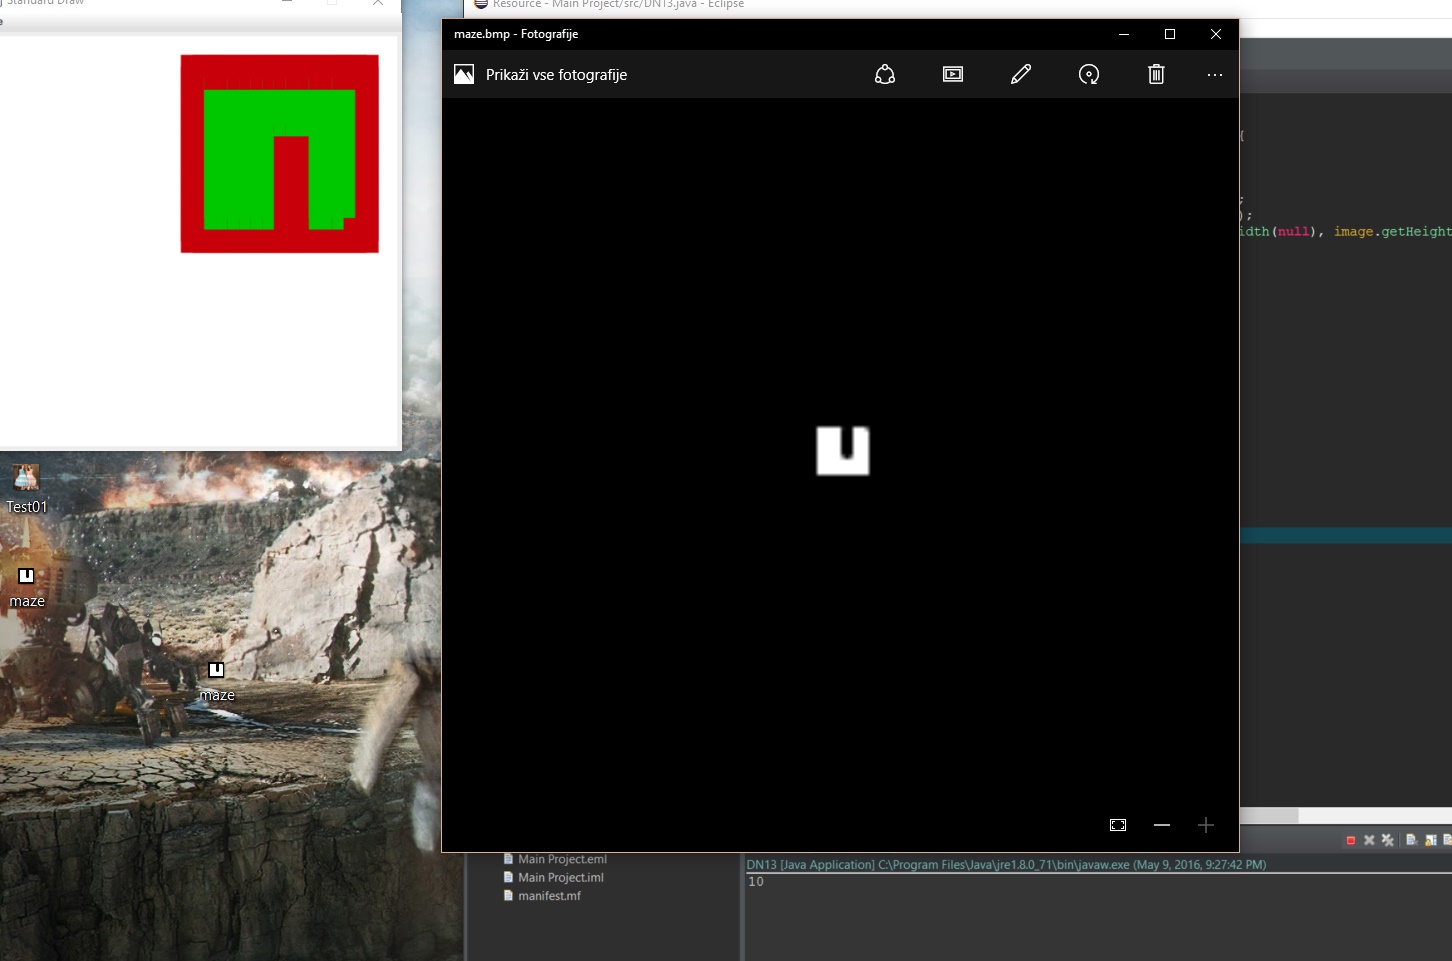 Standard Draw
Resource - Main Project/src/DN13.java - Eclipse
maze.bmp - Fotografije
Prikaži vse fotografije
{
;
);
idth(null), image.getHeight
Test01
maze
maze
Main Project.eml
Main Project.iml
manifest.mf
DN13 [Java Application] C:\Program Files\Java\jre1.8.0_71\bin\javaw.exe (May 9, 2016, 9:27:42 PM)
10